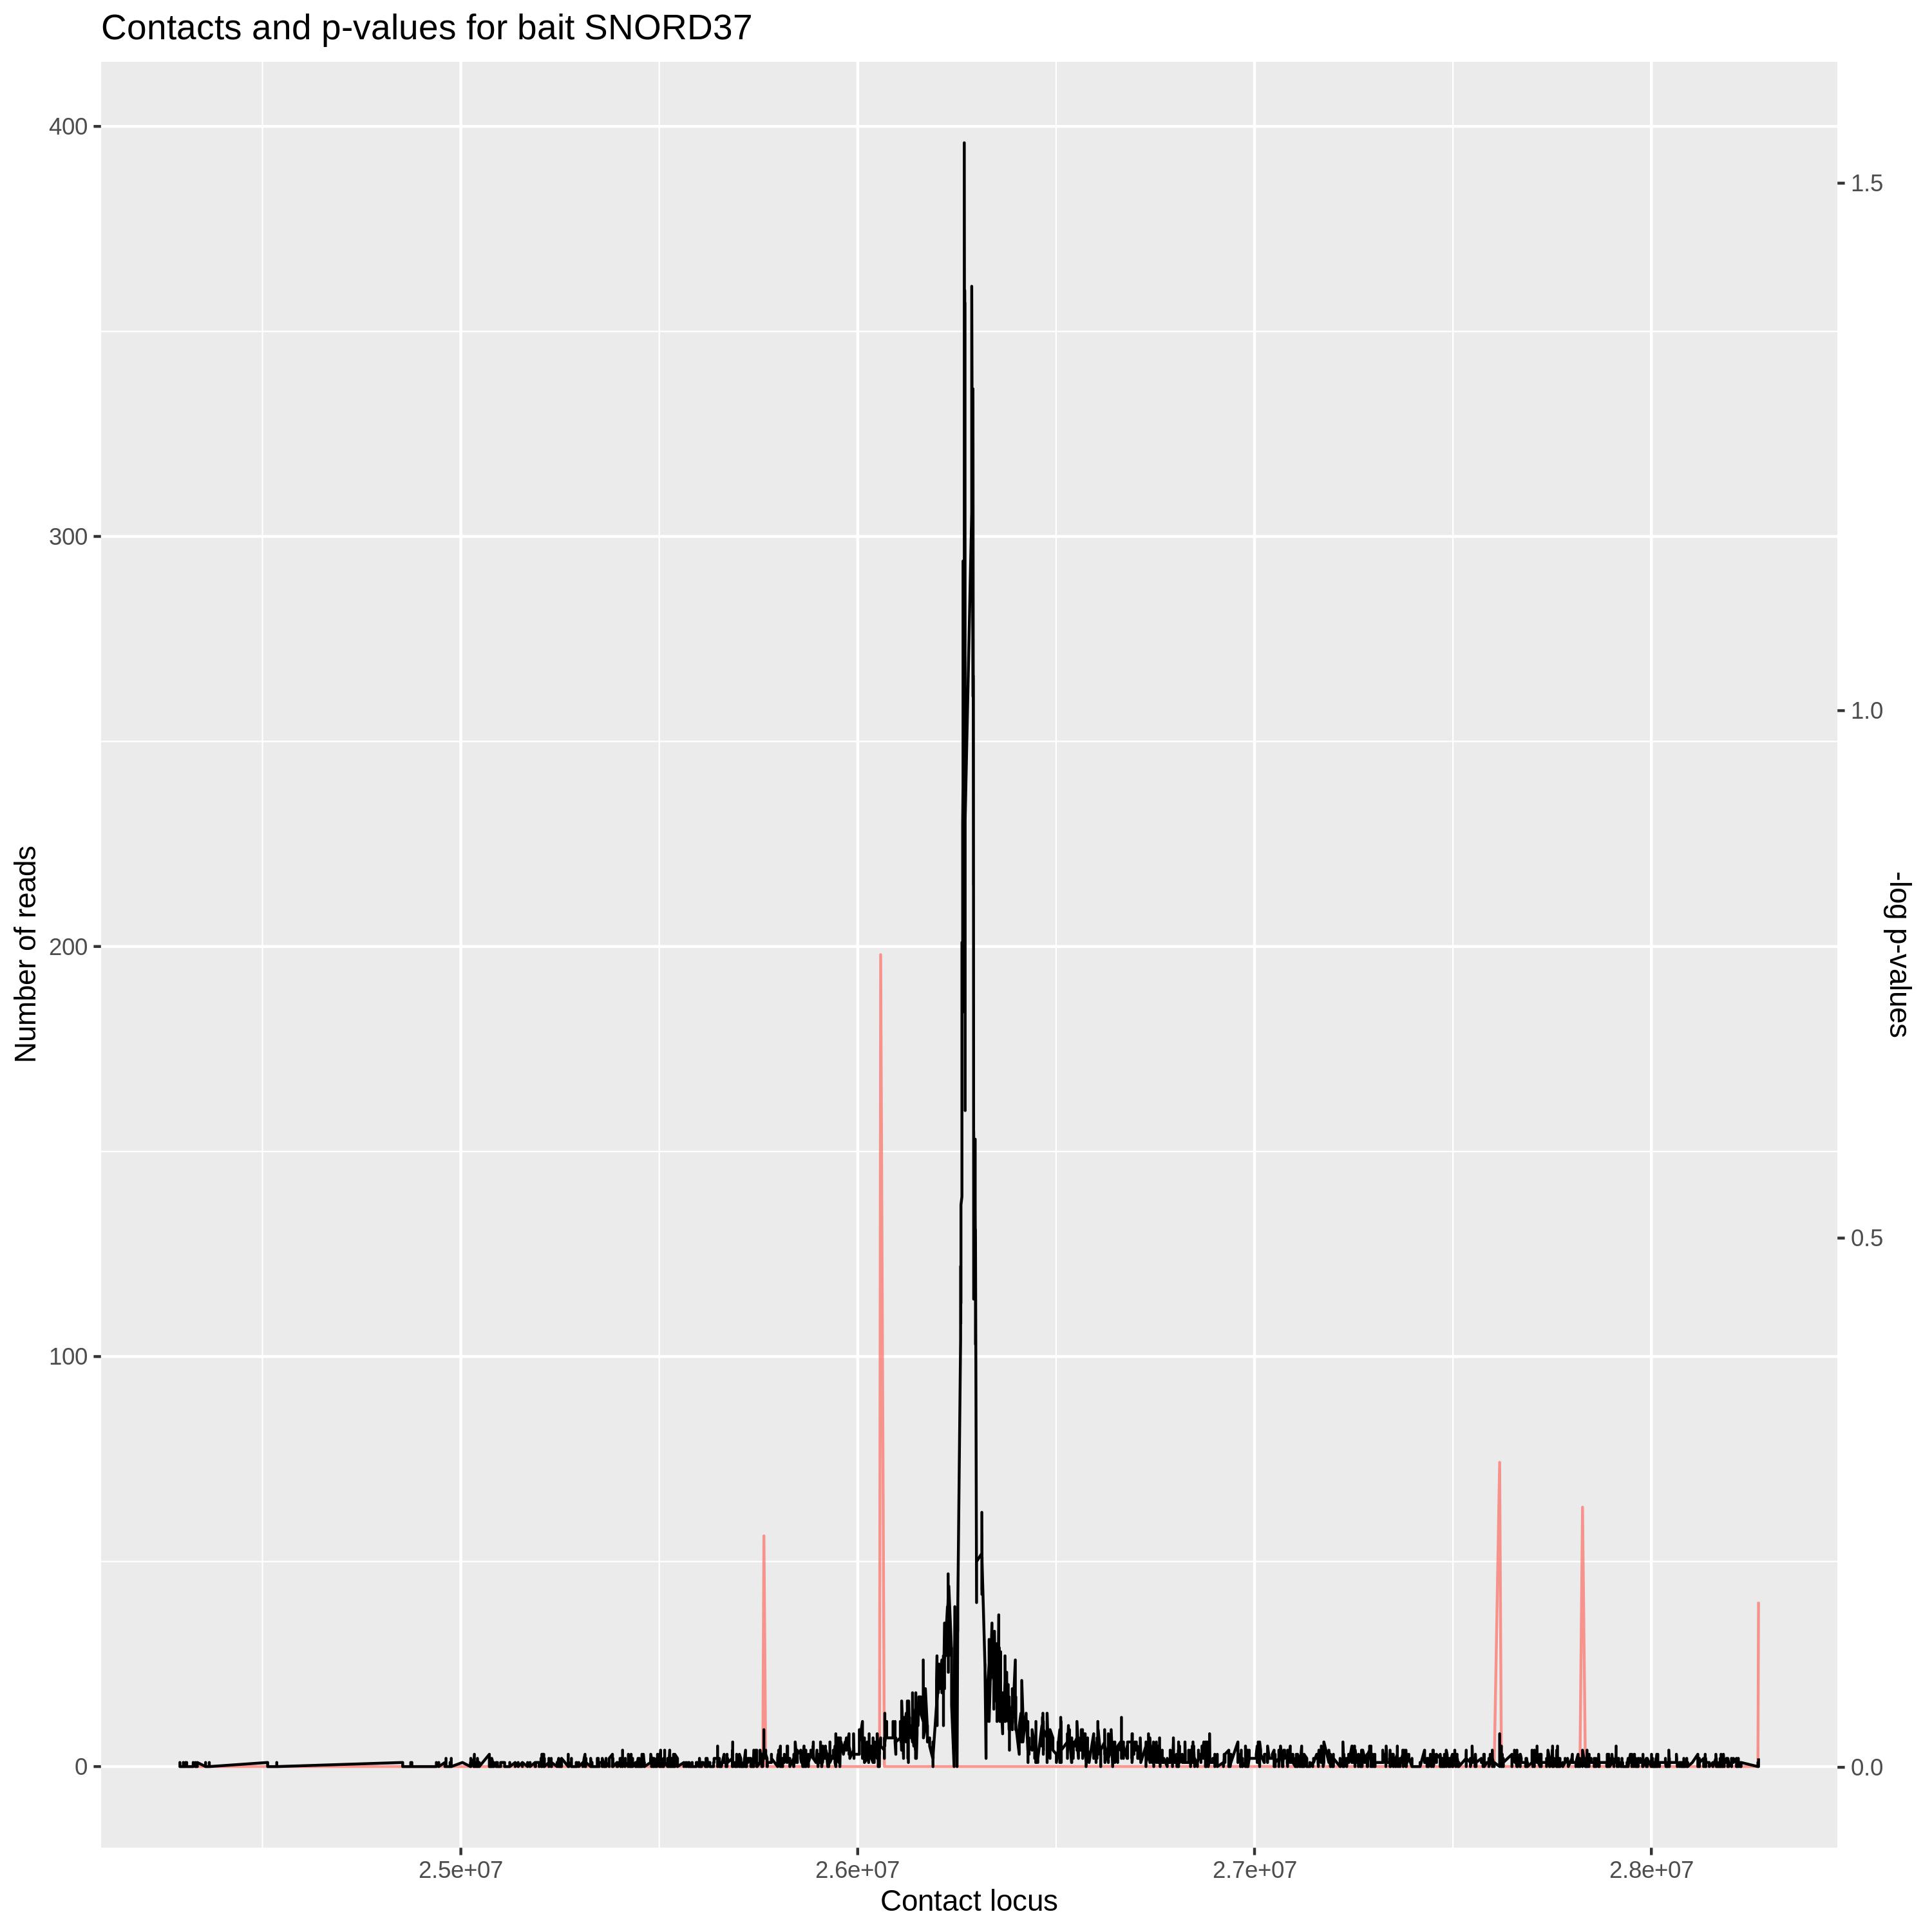 Contacts and p-values for bait SNORD37
400
300
200
100
0
Number of reads
1.5
1.0
0.5
0.0
-log p-values
2.5e+07
2.6e+07
2.7e+07
2.8e+07
Contact locus